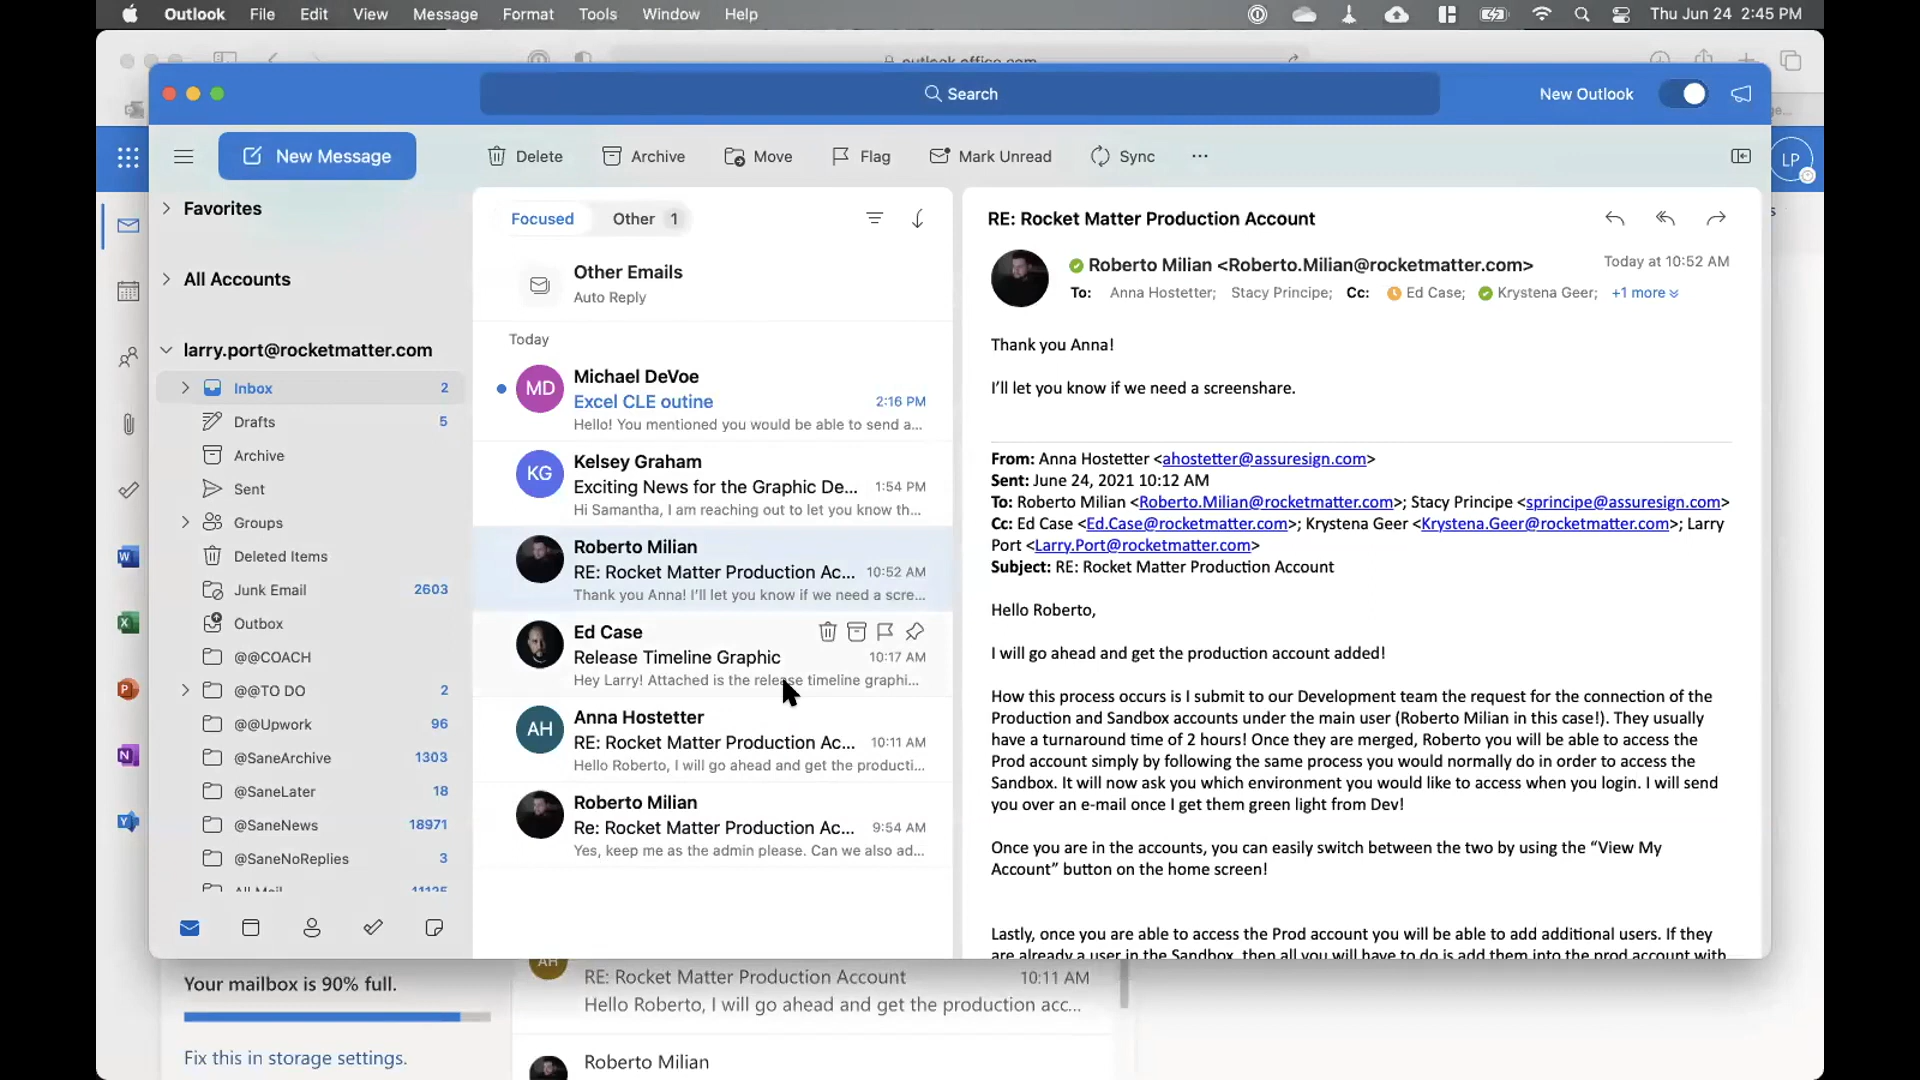 Outlook File Edit View Message Format Tools Window Help
Thu Jun 24 2:45 PM
Search
New Outlook
New Message
Delete
Archive
Move
Flag
Mark Unread
Sync
LP
Favorites
All Accounts
larry.port@rocketmatter.com
Inbox 2
Drafts 5
Archive
Sent
Groups
Deleted Items
Junk Email 2603
Outbox
@@COACH
@@TO DO 2
@@Upwork 96
@SaneArchive 1303
@SaneLater 18
@SaneNews 18971
@SaneNoReplies 3
Focused Other 1
Other Emails
Auto Reply
Today
MD
Michael DeVoe
Excel CLE outine 2:16 PM
Hello! You mentioned you would be able to send a...
KG
Kelsey Graham
Exciting News for the Graphic De... 1:54 PM
Hi Samantha, I am reaching out to let you know th...
Roberto Milian
RE: Rocket Matter Production Ac... 10:52 AM
Thank you Anna! I'll let you know if we need a scre...
Ed Case
Release Timeline Graphic 10:17 AM
Hey Larry! Attached is the release timeline graphi...
AH
Anna Hostetter
RE: Rocket Matter Production Ac... 10:11 AM
Hello Roberto, I will go ahead and get the producti...
Roberto Milian
Re: Rocket Matter Production Ac... 9:54 AM
Yes, keep me as the admin please. Can we also ad...
RE: Rocket Matter Production Account
Roberto Milian <Roberto.Milian@rocketmatter.com>
Today at 10:52 AM
To: Anna Hostetter; Stacy Principe; Cc: Ed Case; Krystena Geer; +1 more
Thank you Anna!
I'll let you know if we need a screenshare.
From: Anna Hostetter <ahostetter@assuresign.com>
Sent: June 24, 2021 10:12 AM
To: Roberto Milian <Roberto.Milian@rocketmatter.com>; Stacy Principe <sprincipe@assuresign.com>
Cc: Ed Case <Ed.Case@rocketmatter.com>; Krystena Geer <Krystena.Geer@rocketmatter.com>; Larry
Port <Larry.Port@rocketmatter.com>
Subject: RE: Rocket Matter Production Account
Hello Roberto,
I will go ahead and get the production account added!
How this process occurs is I submit to our Development team the request for the connection of the
Production and Sandbox accounts under the main user (Roberto Milian in this case!). They usually
have a turnaround time of 2 hours! Once they are merged, Roberto you will be able to access the
Prod account simply by following the same process you would normally do in order to access the
Sandbox. It will now ask you which environment you would like to access when you login. I will send
you over an e-mail once I get them green light from Dev!
Once you are in the accounts, you can easily switch between the two by using the “View My
Account” button on the home screen!
Lastly, once you are able to access the Prod account you will be able to add additional users. If they
are already a user in the Sandbox, then all you will have to do is add them into the prod account with
Your mailbox is 90% full.
Fix this in storage settings.
AH
RE: Rocket Matter Production Account 10:11 AM
Hello Roberto, I will go ahead and get the production acc...
Roberto Milian